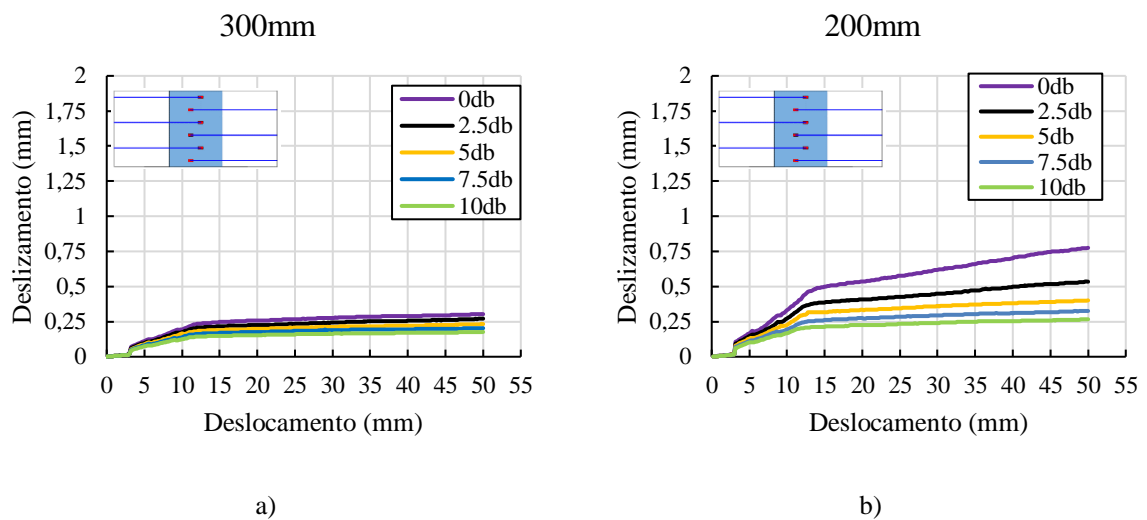 300mm
Deslizamento (mm)
2
1,75
1,5
1,25
1
0,75
0,5
0,25
0
0 5 10 15 20 25 30 35 40 45 50 55
Deslocamento (mm)
0db
2.5db
5db
7.5db
10db
a)
200mm
Deslizamento (mm)
2
1,75
1,5
1,25
1
0,75
0,5
0,25
0
0 5 10 15 20 25 30 35 40 45 50 55
Deslocamento (mm)
0db
2.5db
5db
7.5db
10db
b)